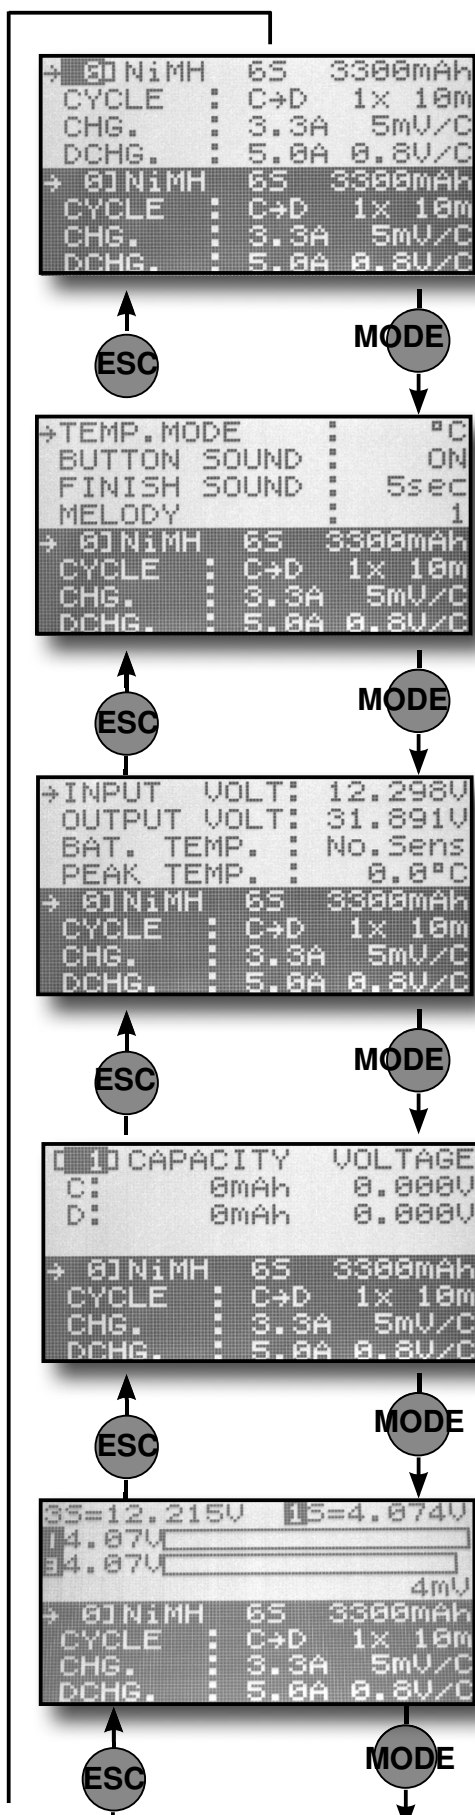 → 0]NiMH 6S 3300mAh
CYCLE : C→D 1x 10m
CHG. : 3.3A 5mV/C
DCHG. : 5.0A 0.8V/C
→ 0]NiMH 6S 3300mAh
CYCLE : C→D 1x 10m
CHG. : 3.3A 5mV/C
DCHG. : 5.0A 0.8V/C
ESC MODE
→TEMP.MODE : °C
BUTTON SOUND : ON
FINISH SOUND : 5sec
MELODY : 1
→ 0]NiMH 6S 3300mAh
CYCLE : C→D 1x 10m
CHG. : 3.3A 5mV/C
DCHG. : 5.0A 0.8V/C
ESC MODE
→INPUT VOLT: 12.298V
OUTPUT VOLT: 31.891V
BAT. TEMP. : No.Sens
PEAK TEMP. : 0.0°C
→ 0]NiMH 6S 3300mAh
CYCLE : C→D 1x 10m
CHG. : 3.3A 5mV/C
DCHG. : 5.0A 0.8V/C
ESC MODE
[ 1]CAPACITY VOLTAGE
C: 0mAh 0.000V
D: 0mAh 0.000V
→ 0]NiMH 6S 3300mAh
CYCLE : C→D 1x 10m
CHG. : 3.3A 5mV/C
DCHG. : 5.0A 0.8V/C
ESC MODE
3S=12.215V 1S=4.074V
1 4.07V
3 4.07V
4mV
→ 0]NiMH 6S 3300mAh
CYCLE : C→D 1x 10m
CHG. : 3.3A 5mV/C
DCHG. : 5.0A 0.8V/C
ESC MODE